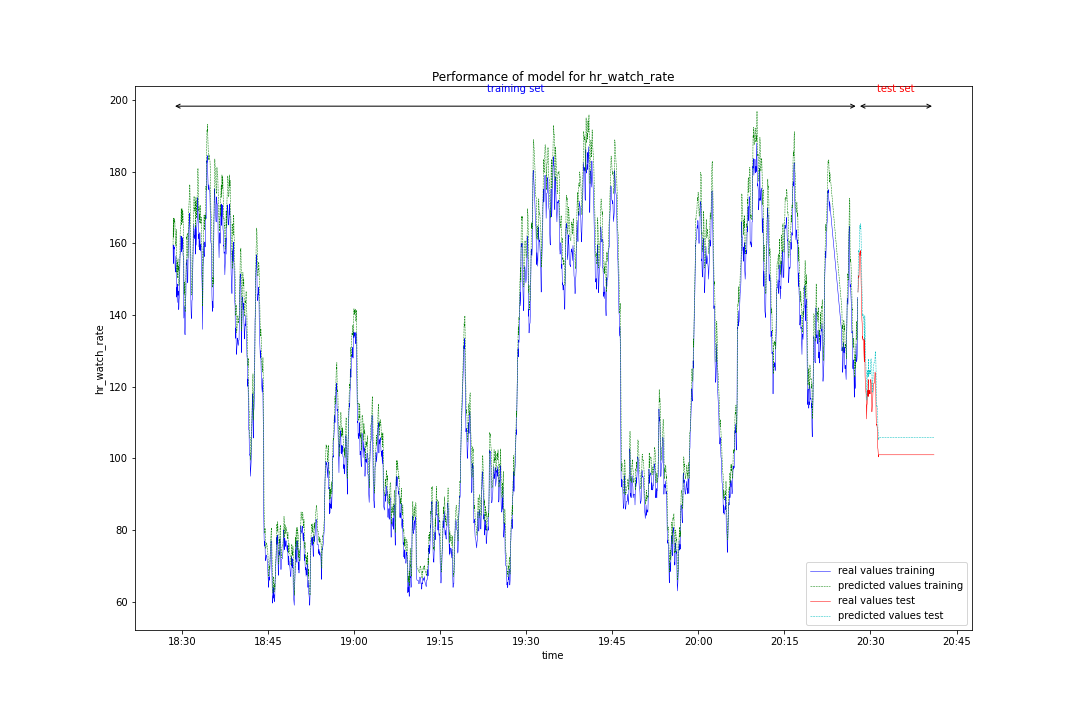 Performance of model for hr_watch_rate
training set
test set
200
180
160
140
120
100
80
60
hr_watch_rate
real values training
predicted values training
real values test
predicted values test
18:30 18:45 19:00 19:15 19:30 19:45 20:00 20:15 20:30 20:45
time